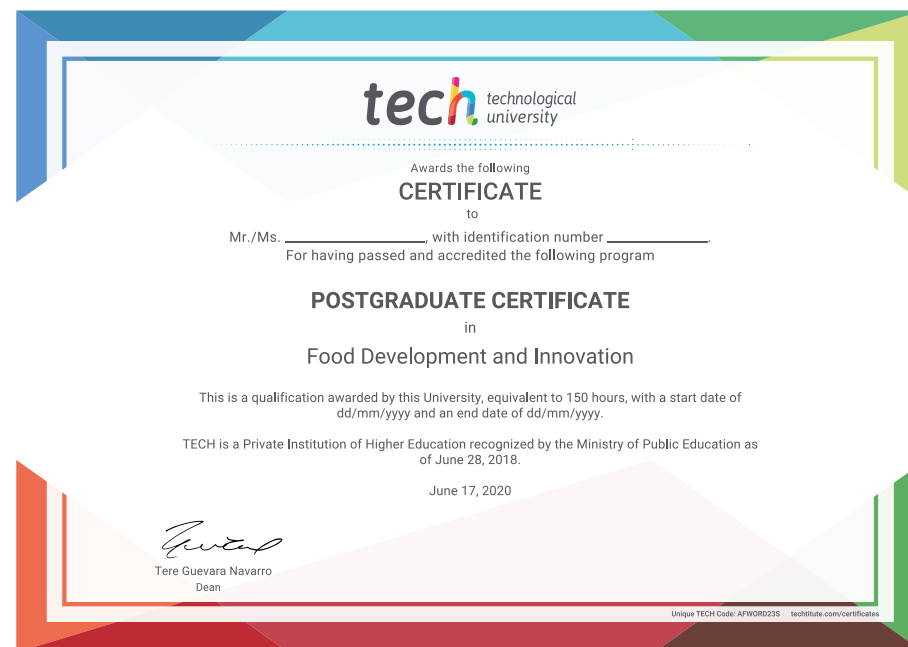 tech technological
university
Awards the following
CERTIFICATE
to
Mr./Ms. ____________________, with identification number ______________.
For having passed and accredited the following program
POSTGRADUATE CERTIFICATE
in
Food Development and Innovation
This is a qualification awarded by this University, equivalent to 150 hours, with a start date of
dd/mm/yyyy and an end date of dd/mm/yyyy.
TECH is a Private Institution of Higher Education recognized by the Ministry of Public Education as
of June 28, 2018.
June 17, 2020
Tere Guevara Navarro
Dean
Unique TECH Code: AFWORD23S techtitute.com/certificates